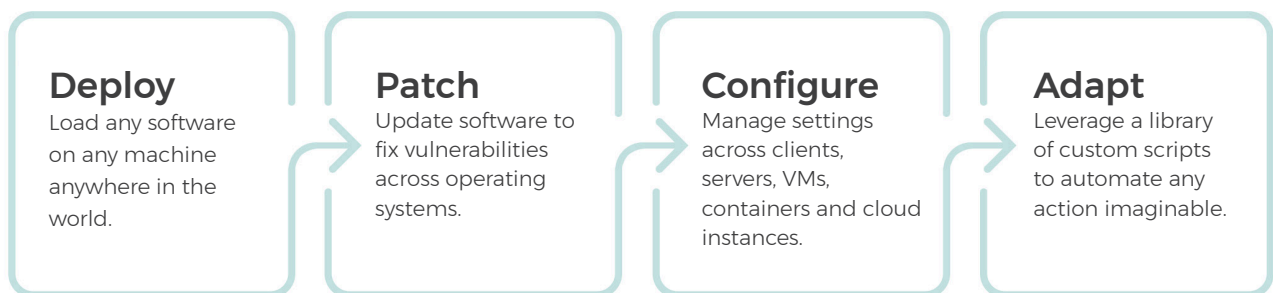 Deploy
Load any software
on any machine
anywhere in the
world.
Patch
Update software to
fix vulnerabilities
across operating
systems.
Configure
Manage settings
across clients,
servers, VMs,
containers and cloud
instances.
Adapt
Leverage a library
of custom scripts
to automate any
action imaginable.